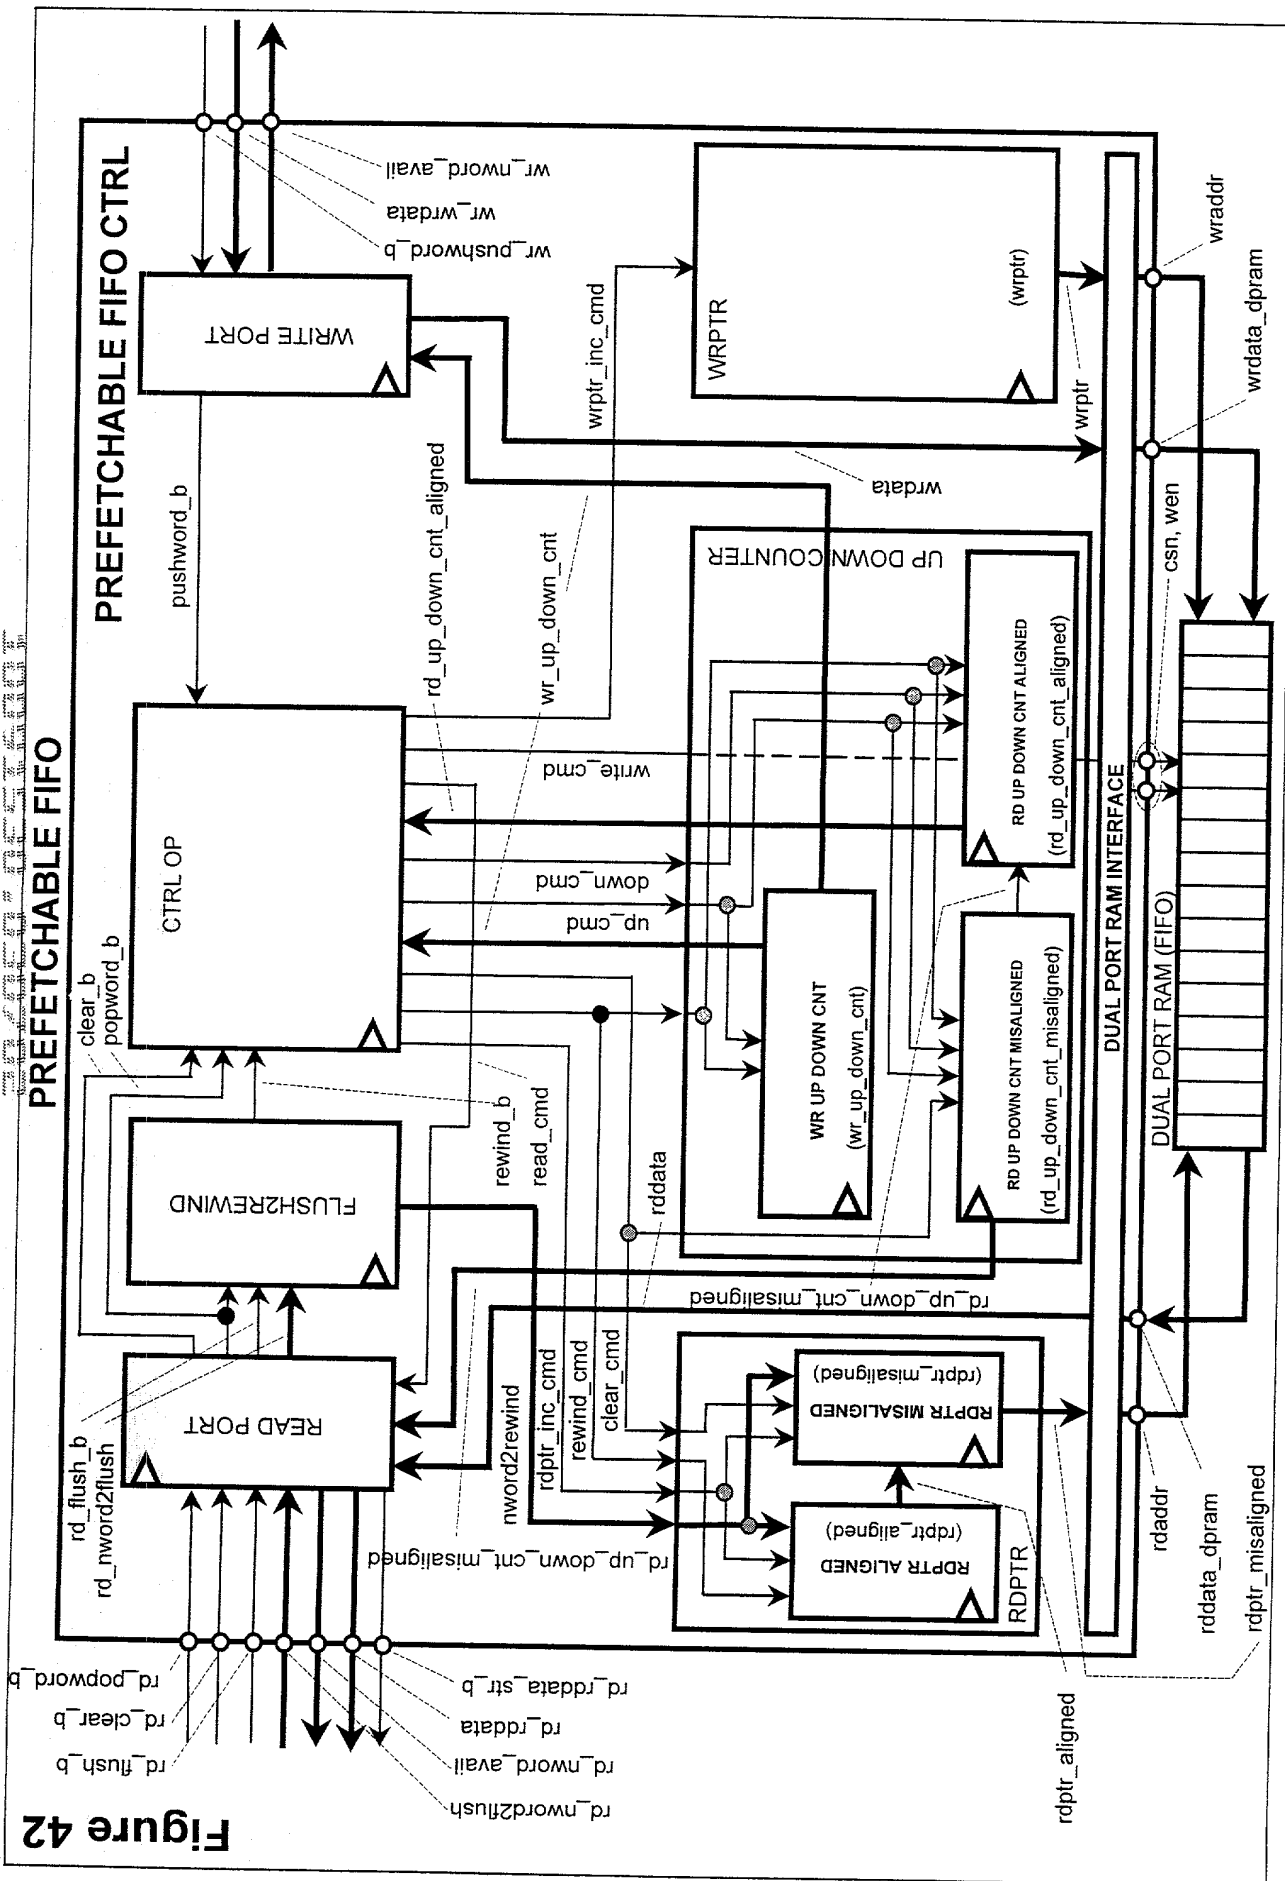 Figure 42
PREFETCHABLE FIFO
PREFETCHABLE FIFO CTRL
rd_popword_b
rd_clear_b
rd_flush_b
rd_nword2flush
rd_nword_avail
rd_rddata
rd_rddata_str_b
READ PORT
rd_flush_b
rd_nword2flush
FLUSH2REWIND
clear_b
popword_b
rewind_b
read_cmd
CTRL OP
pushword_b
WRITE PORT
wr_pushword_b
wr_wrdata
wr_nword_avail
rd_up_down_cnt_misaligned
nword2rewind
rdptr_inc_cmd
rewind_cmd
clear_cmd
rddata
rd_up_down_cnt_misaligned
up_cmd
down_cmd
write_cmd
rd_up_down_cnt_aligned
wr_up_down_cnt
wrptr_inc_cmd
wrdata
RDPTR
RDPTR ALIGNED
(rdptr_aligned)
RDPTR MISALIGNED
(rdptr_misaligned)
UP DOWN COUNTER
WR UP DOWN CNT
(wr_up_down_cnt)
RD UP DOWN CNT MISALIGNED
(rd_up_down_cnt_misaligned)
RD UP DOWN CNT ALIGNED
(rd_up_down_cnt_aligned)
WRPTR
(wrptr)
wrptr
DUAL PORT RAM INTERFACE
DUAL PORT RAM (FIFO)
rdptr_aligned
rdaddr
rddata_dpram
rdptr_misaligned
csn, wen
wrdata_dpram
wraddr